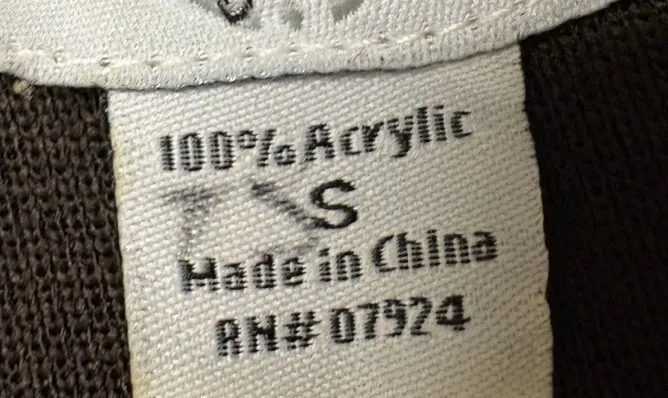 100% Acrylic
S
Made in China
RN# 07924